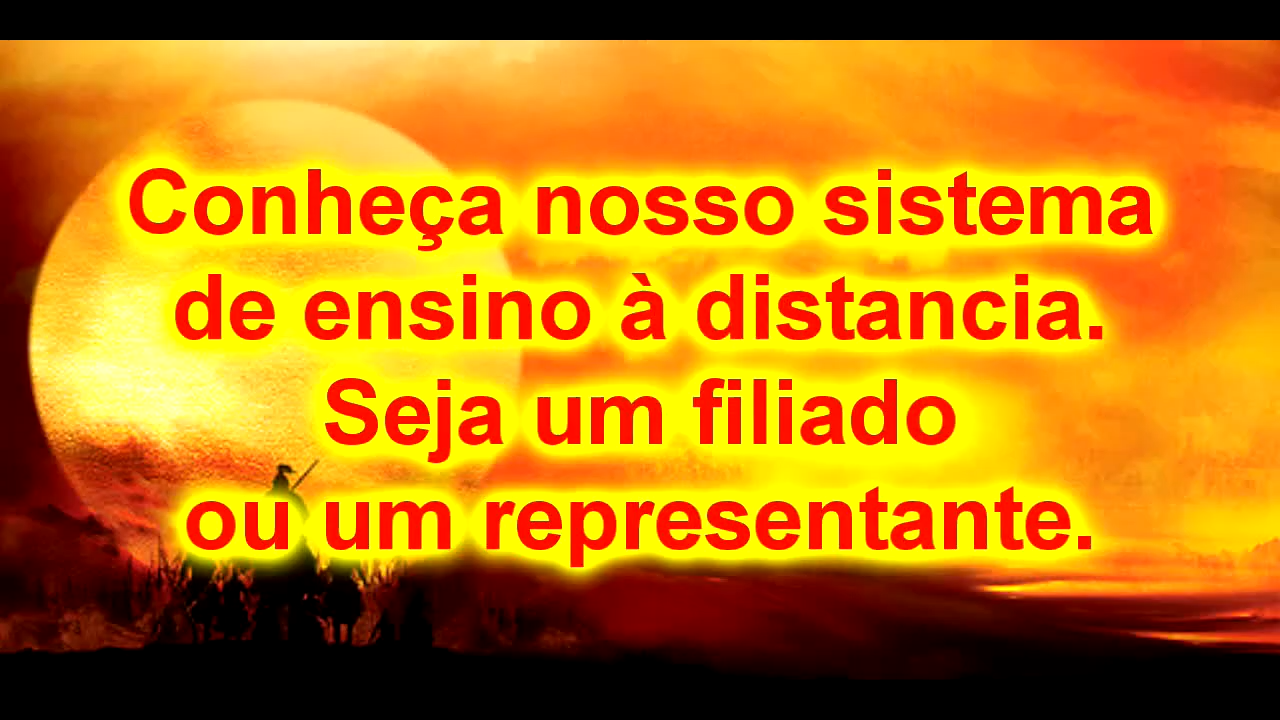 Conheça nosso sistema
de ensino à distancia.
Seja um filiado
ou um representante.